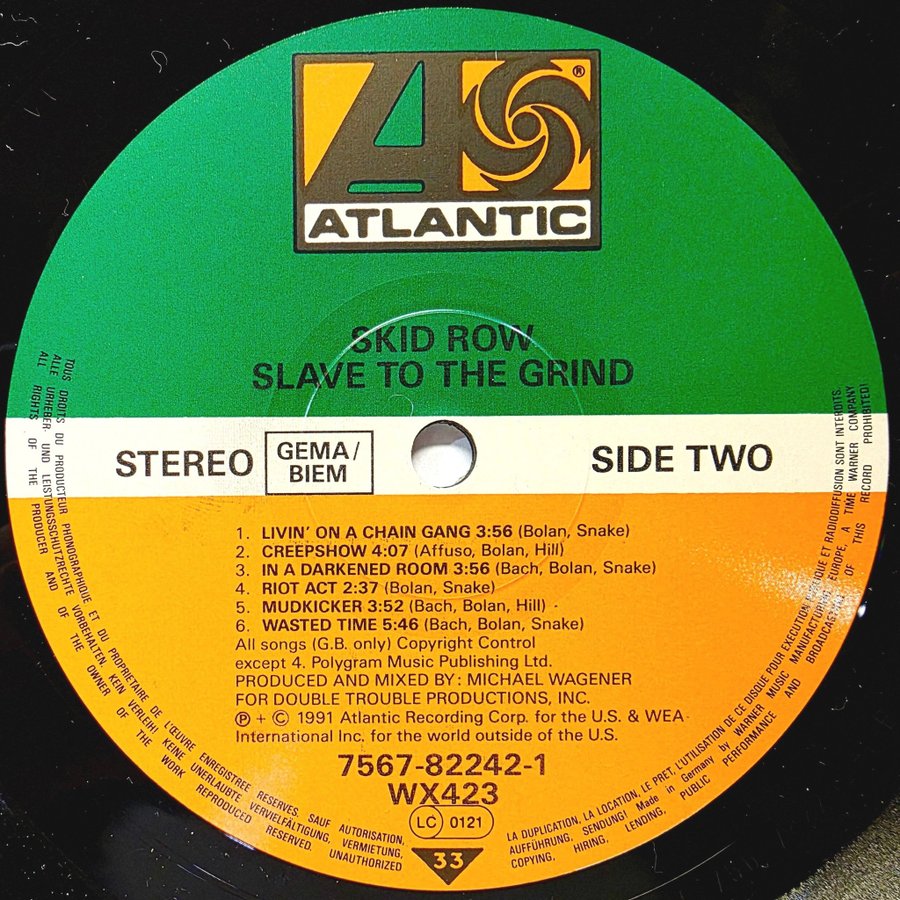 ATLANTIC
®
SKID ROW
SLAVE TO THE GRIND
STEREO
GEMA/
BIEM
SIDE TWO
1. LIVIN' ON A CHAIN GANG 3:56 (Bolan, Snake)
2. CREEPSHOW 4:07 (Affuso, Bolan, Hill)
3. IN A DARKENED ROOM 3:56 (Bach, Bolan, Snake)
4. RIOT ACT 2:37 (Bolan, Snake)
5. MUDKICKER 3:52 (Bach, Bolan, Hill)
6. WASTED TIME 5:46 (Bach, Bolan, Snake)
All songs (G.B. only) Copyright Control
except 4. Polygram Music Publishing Ltd.
PRODUCED AND MIXED BY: MICHAEL WAGENER
FOR DOUBLE TROUBLE PRODUCTIONS, INC.
℗ + © 1991 Atlantic Recording Corp. for the U.S. & WEA
International Inc. for the world outside of the U.S.
7567-82242-1
WX423
LC 0121
33
TOUS DROITS DU PRODUCTEUR PHONOGRAPHIQUE ET DU PROPRIETAIRE DE L'ŒUVRE ENREGISTREE RESERVES. SAUF AUTORISATION,
ALLE URHEBER- UND LEISTUNGSSCHUTZRECHTE VORBEHALTEN. KEIN VERLEIH! KEINE UNERLAUBTE VERVIELFÄLTIGUNG, VERMIETUNG,
ALL RIGHTS OF THE PRODUCER AND OF THE OWNER OF THE WORK REPRODUCED RESERVED. UNAUTHORIZED
LA DUPLICATION, LA LOCATION, LE PRET, L'UTILISATION DE CE DISQUE POUR EXECUTION PUBLIQUE ET RADIODIFFUSION SONT INTERDITS.
AUFFÜHRUNG, SENDUNG! Made in Germany by WARNER MUSIC MANUFACTURING EUROPE, A TIME WARNER COMPANY
COPYING, HIRING, LENDING, PUBLIC PERFORMANCE AND BROADCASTING OF THIS RECORD PROHIBITED!